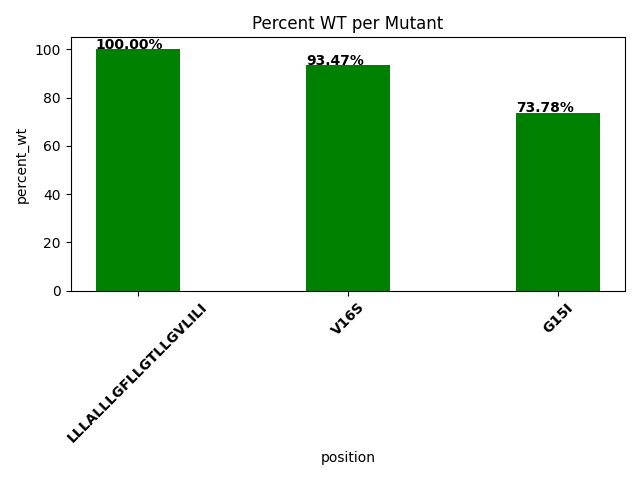 Percent WT per Mutant
100.00%
93.47%
73.78%
percent_wt
100
80
60
40
20
0
LLLALLLGFLLGTLLGVLILI
V16S
G15I
position